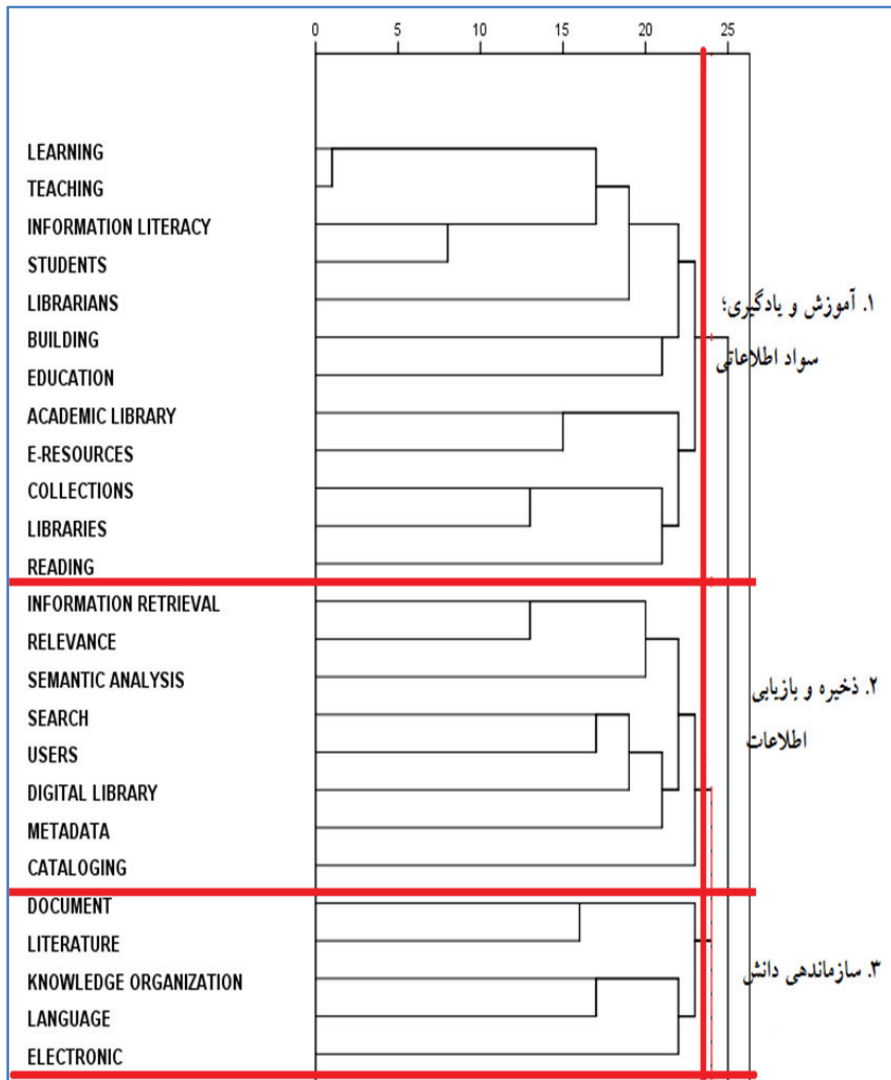 0 5 10 15 20 25
LEARNING
TEACHING
INFORMATION LITERACY
STUDENTS
LIBRARIANS
۱. آموزش و یادگیری؛
BUILDING
سواد اطلاعاتی
EDUCATION
ACADEMIC LIBRARY
E-RESOURCES
COLLECTIONS
LIBRARIES
READING
INFORMATION RETRIEVAL
RELEVANCE
SEMANTIC ANALYSIS
۲. ذخیره و بازیابی
SEARCH
اطلاعات
USERS
DIGITAL LIBRARY
METADATA
CATALOGING
DOCUMENT
LITERATURE
۳. سازماندهی دانش
KNOWLEDGE ORGANIZATION
LANGUAGE
ELECTRONIC